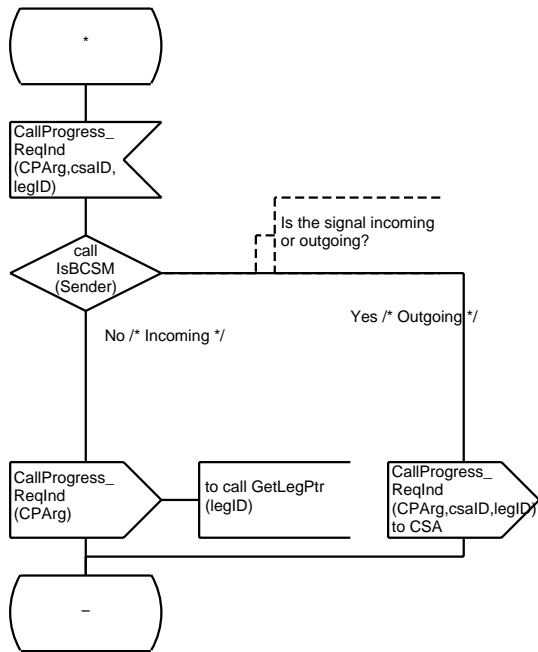 *
CallProgress_
ReqInd
(CPArg,csaID,
legID)
Is the signal incoming
or outgoing?
call
IsBCSM
(Sender)
Yes /* Outgoing */
No /* Incoming */
CallProgress_
ReqInd
(CPArg)
to call GetLegPtr
(legID)
CallProgress_
ReqInd
(CPArg,csaID,legID)
to CSA
–